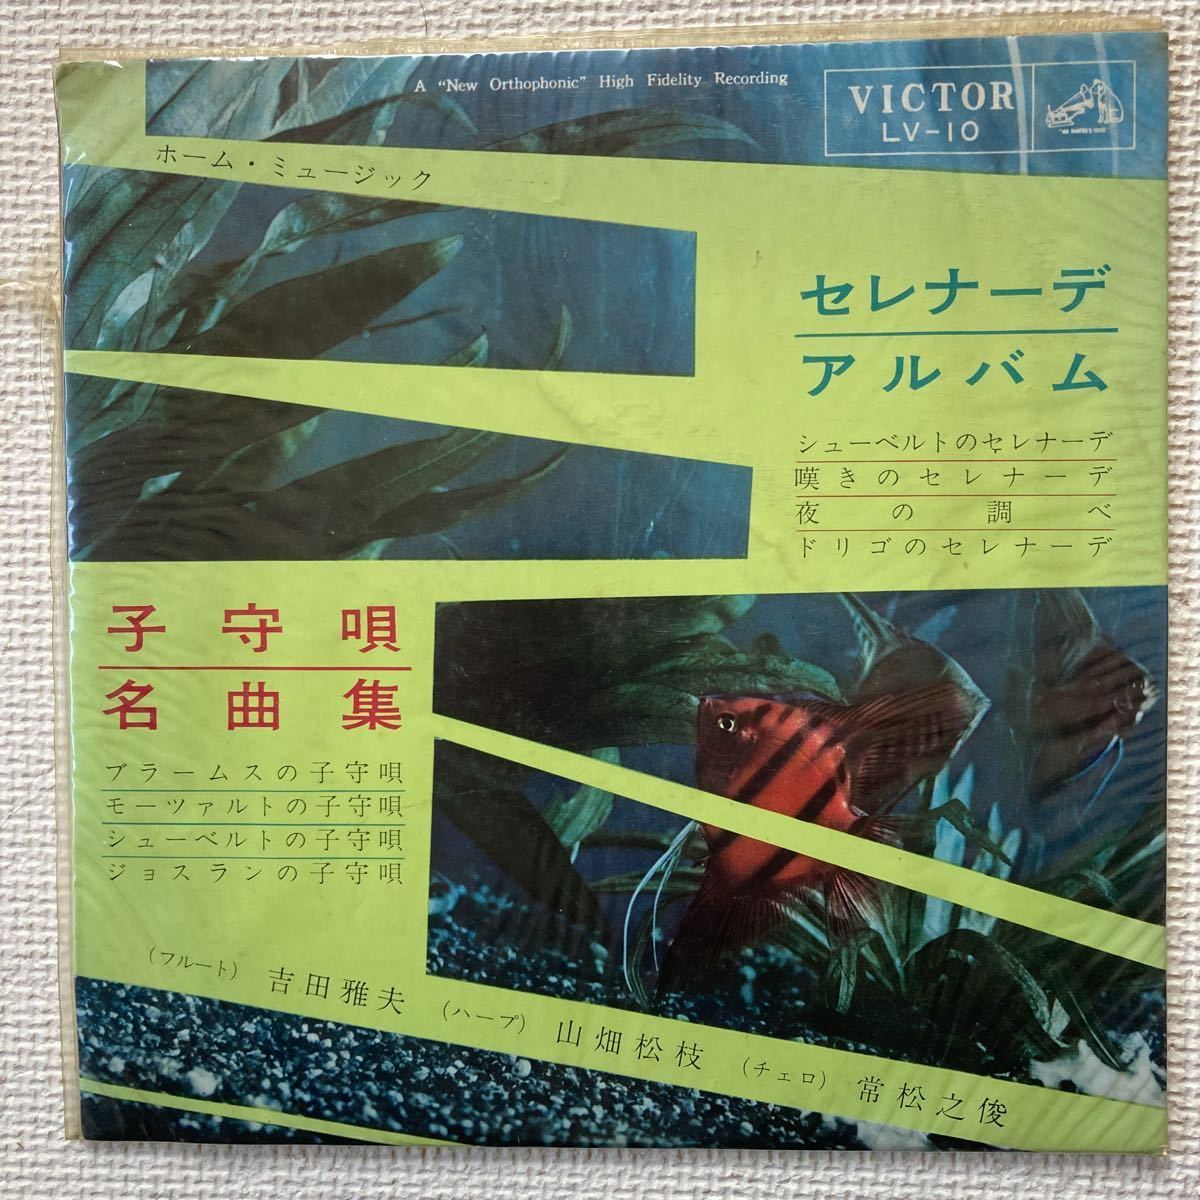 A “New Orthophonic” High Fidelity Recording
VICTOR
LV-10
"HIS MASTER'S VOICE"
ホーム・ミュージック
セレナーデ
アルバム
シューベルトのセレナーデ
嘆きのセレナーデ
夜の調べ
ドリゴのセレナーデ
子守唄
名曲集
ブラームスの子守唄
モーツァルトの子守唄
シューベルトの子守唄
ジョスランの子守唄
(フルート) 吉田雅夫 (ハープ) 山畑松枝 (チェロ) 常松之俊